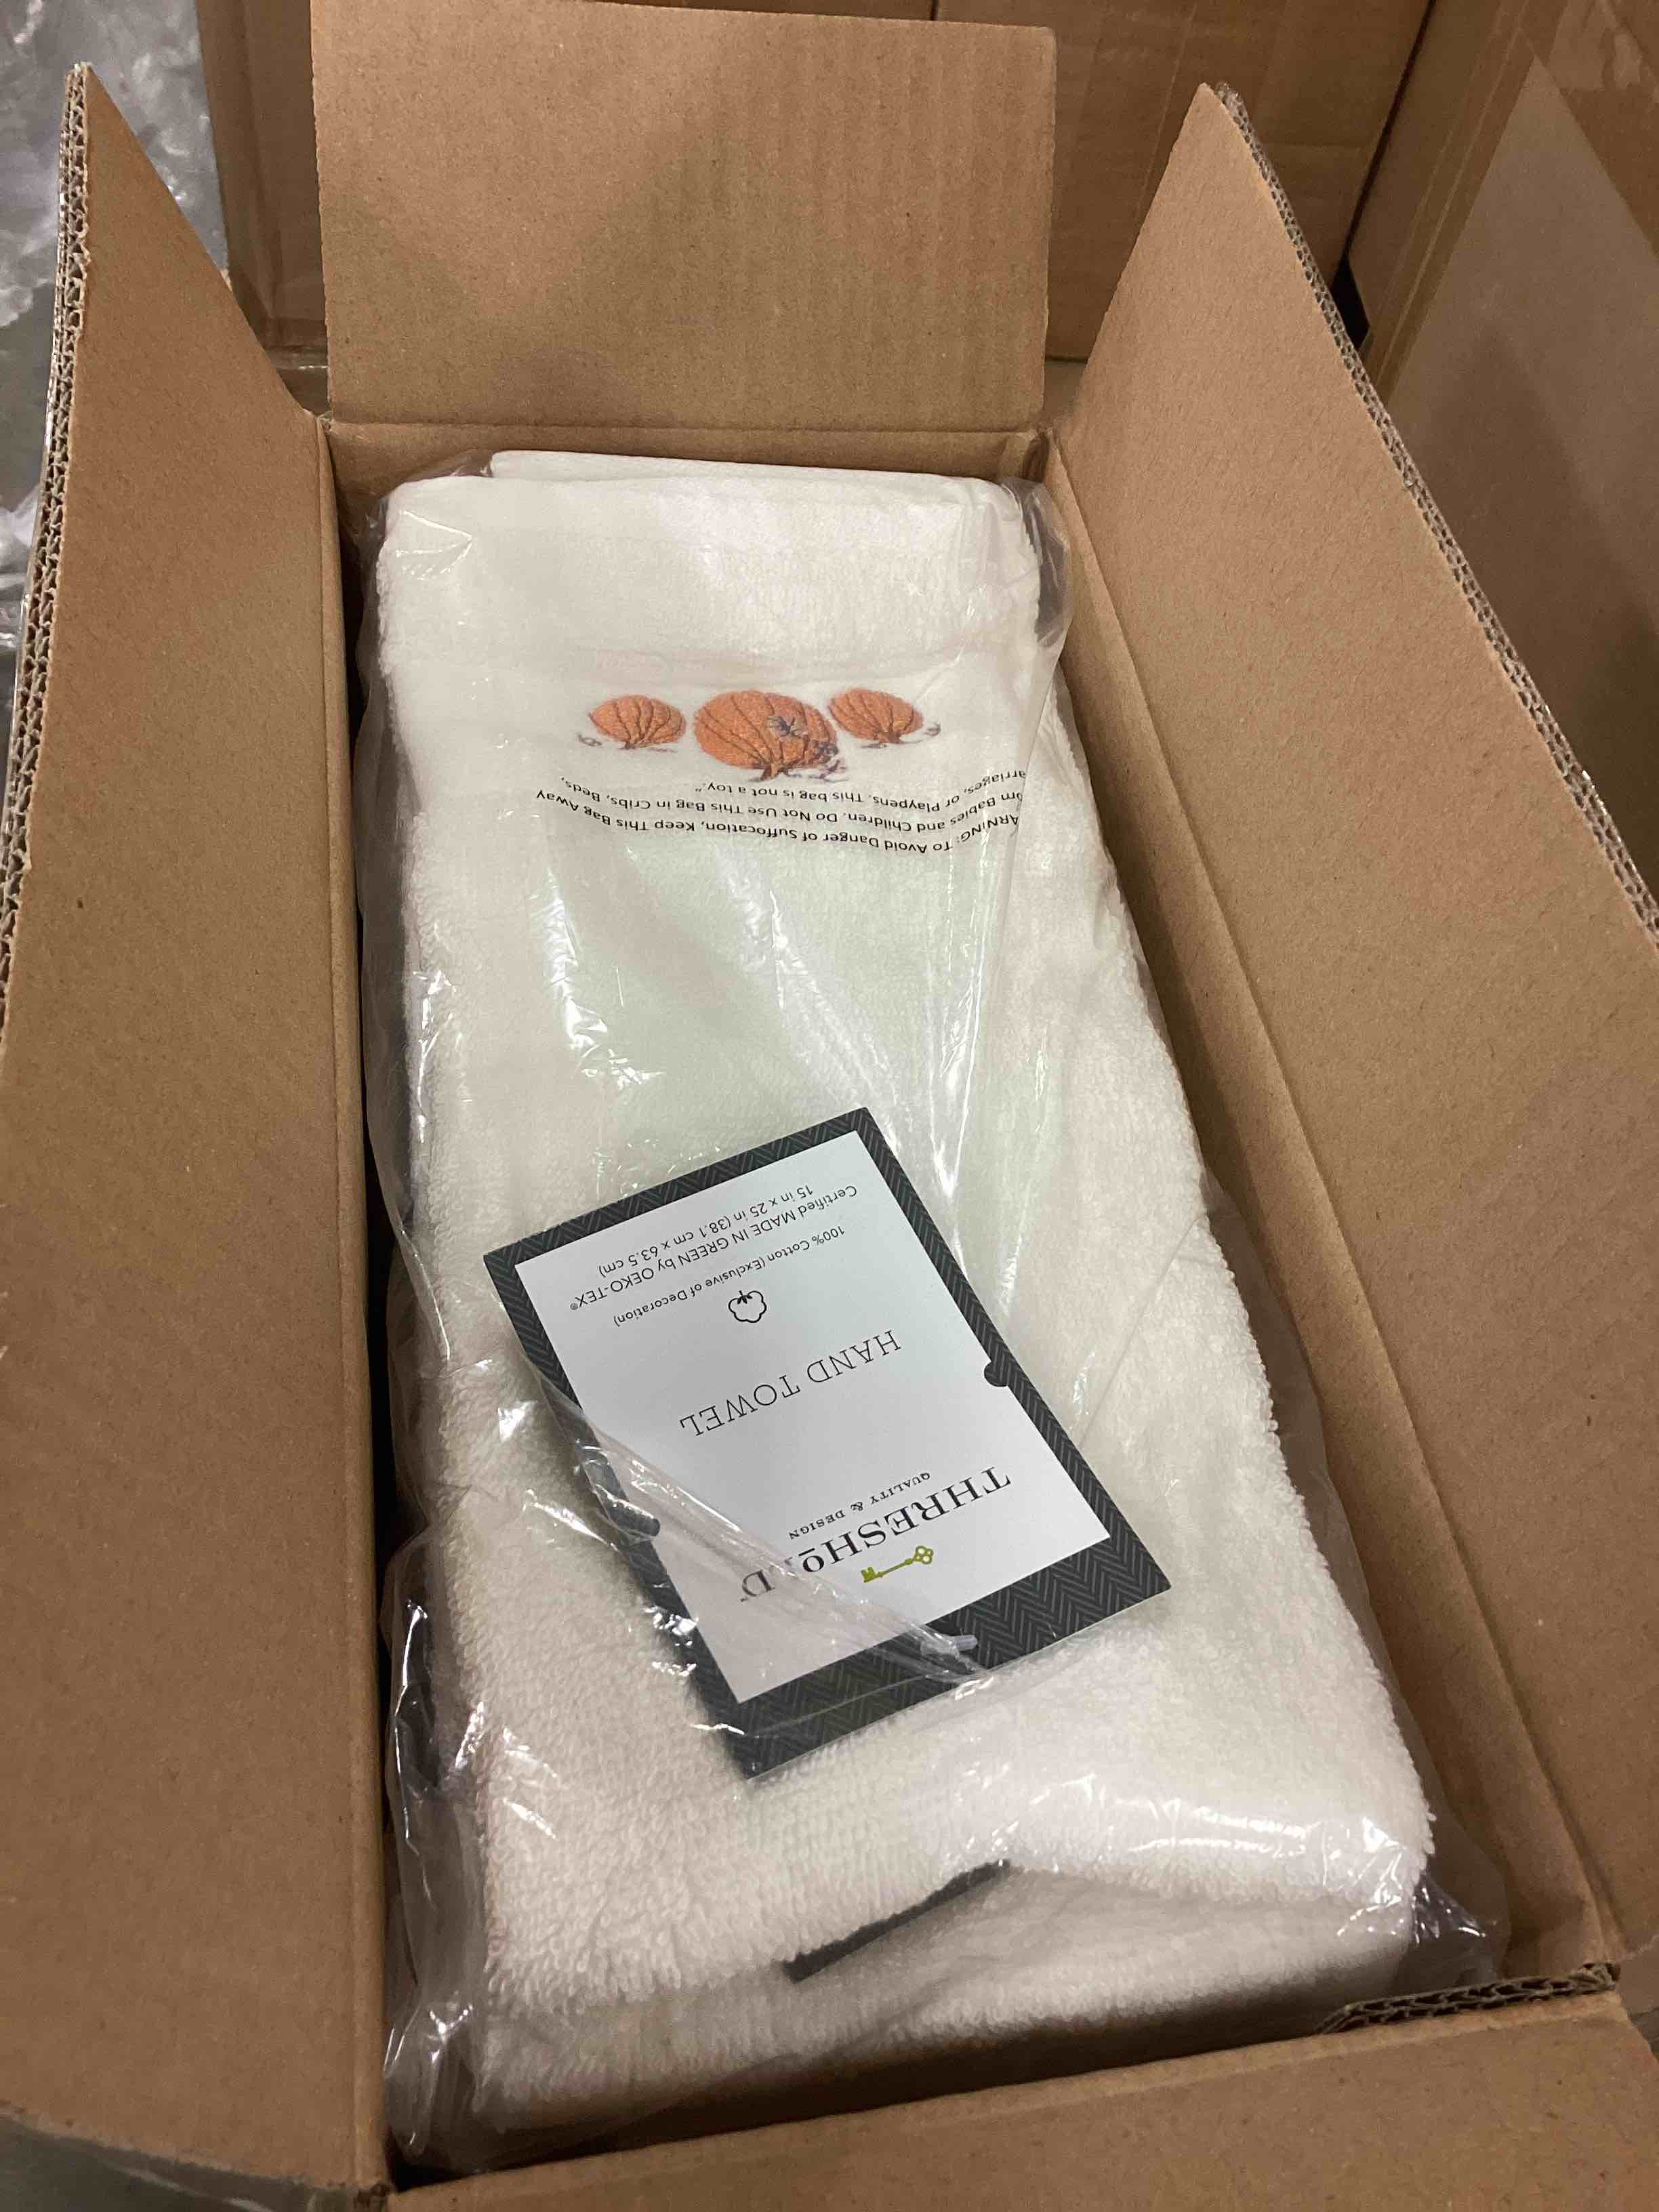 THRESHOLD™
QUALITY & DESIGN
HAND TOWEL
100% Cotton (Exclusive of Decoration)
Certified MADE IN GREEN by OEKO-TEX®
15 in x 25 in (38.1 cm x 63.5 cm)
ARNING: To Avoid Danger of Suffocation, Keep This Bag Away
om Babies and Children. Do Not Use This Bag in Cribs, Beds,
arriages, or Playpens. This bag is not a toy."